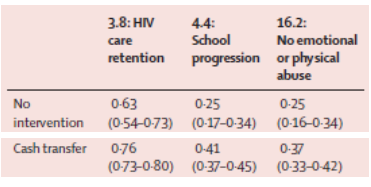 3.8: HIV care retention
4.4: School progression
16.2: No emotional or physical abuse
No intervention
0·63 (0·54–0·73)
0·25 (0·17–0·34)
0·25 (0·16–0·34)
Cash transfer
0·76 (0·73–0·80)
0·41 (0·37–0·45)
0·37 (0·33–0·42)